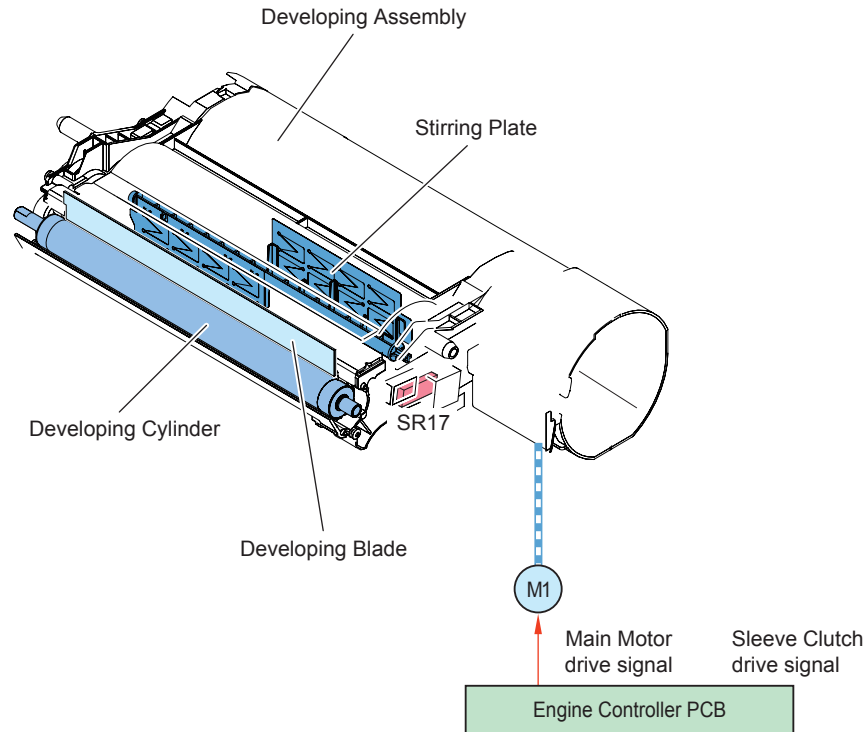 Developing Assembly
Stirring Plate
SR17
Developing Cylinder
Developing Blade
M1
Main Motor
drive signal
Sleeve Clutch
drive signal
Engine Controller PCB